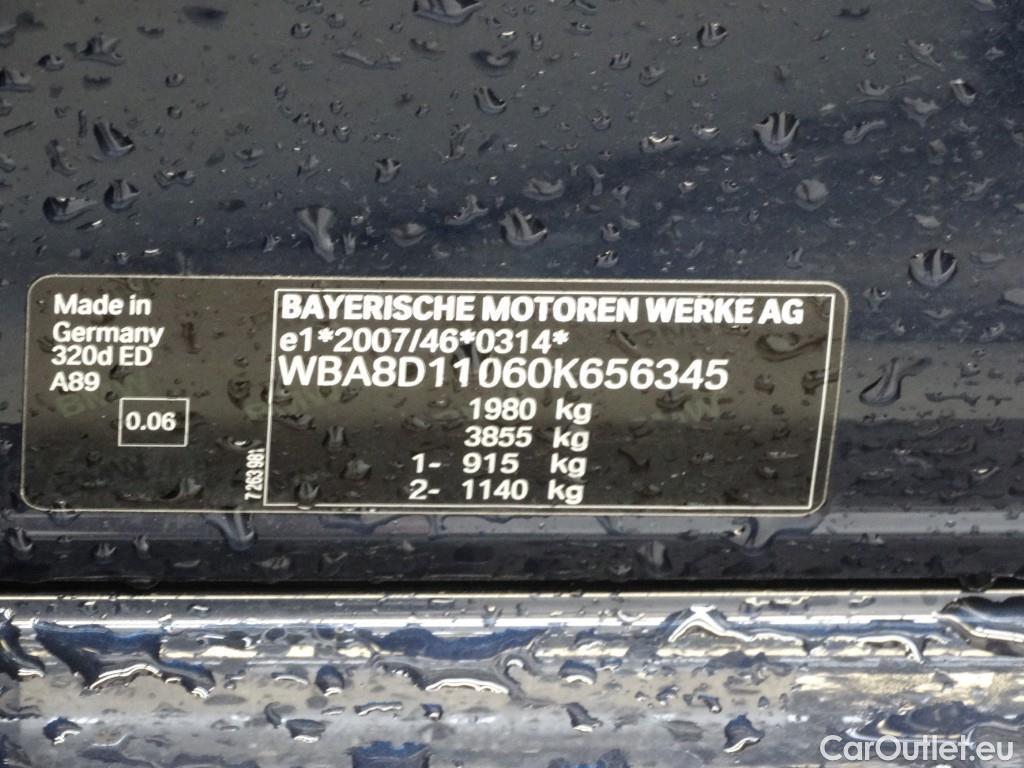 Made in
Germany
320d ED
A89
0.06
7 263 981
BAYERISCHE MOTOREN WERKE AG
e1*2007/46*0314*
WBA8D11060K656345
1980 kg
3855 kg
1- 915 kg
2- 1140 kg
CarOutlet.eu